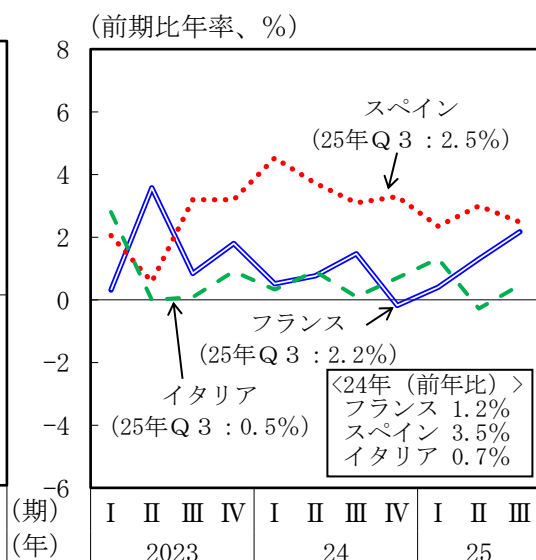 (前期比年率、%)
8
6
4
2
0
−2
−4
−6
スペイン
(25年Q3:2.5%)
フランス
(25年Q3:2.2%)
イタリア
(25年Q3:0.5%)
<24年(前年比)>
フランス 1.2%
スペイン 3.5%
イタリア 0.7%
(期) Ⅰ Ⅱ Ⅲ Ⅳ Ⅰ Ⅱ Ⅲ Ⅳ Ⅰ Ⅱ Ⅲ
(年) 2023 24 25